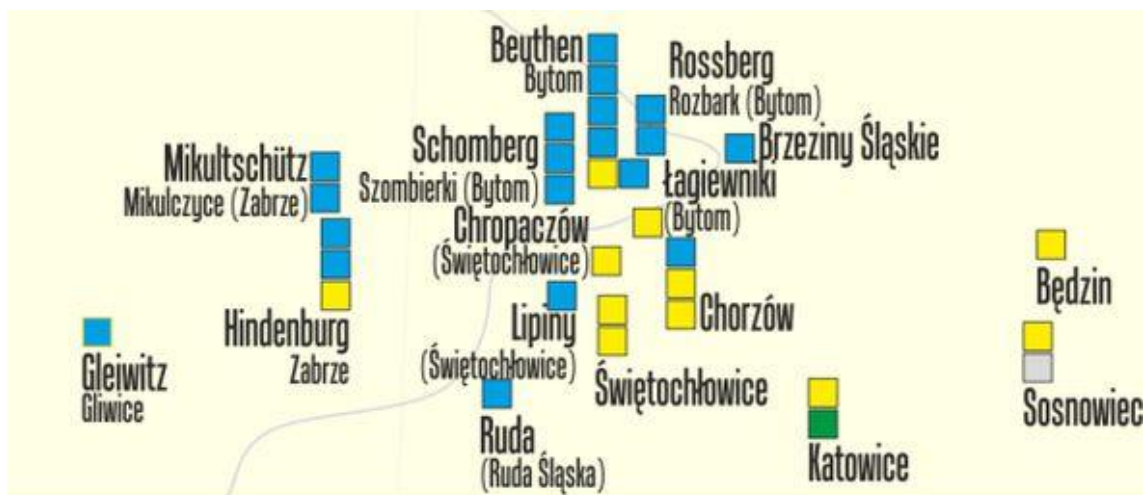 Beuthen
Bytom
Rossberg
Rozbark (Bytom)
Brzeziny Śląskie
Schomberg
Szombierki (Bytom)
Mikultschütz
Mikulczyce (Zabrze)
Łagiewniki
(Bytom)
Chropaczów
(Świętochłowice)
Będzin
Hindenburg
Zabrze
Lipiny
(Świętochłowice)
Chorzów
Gleiwitz
Gliwice
Świętochłowice
Sosnowiec
Ruda
(Ruda Śląska)
Katowice